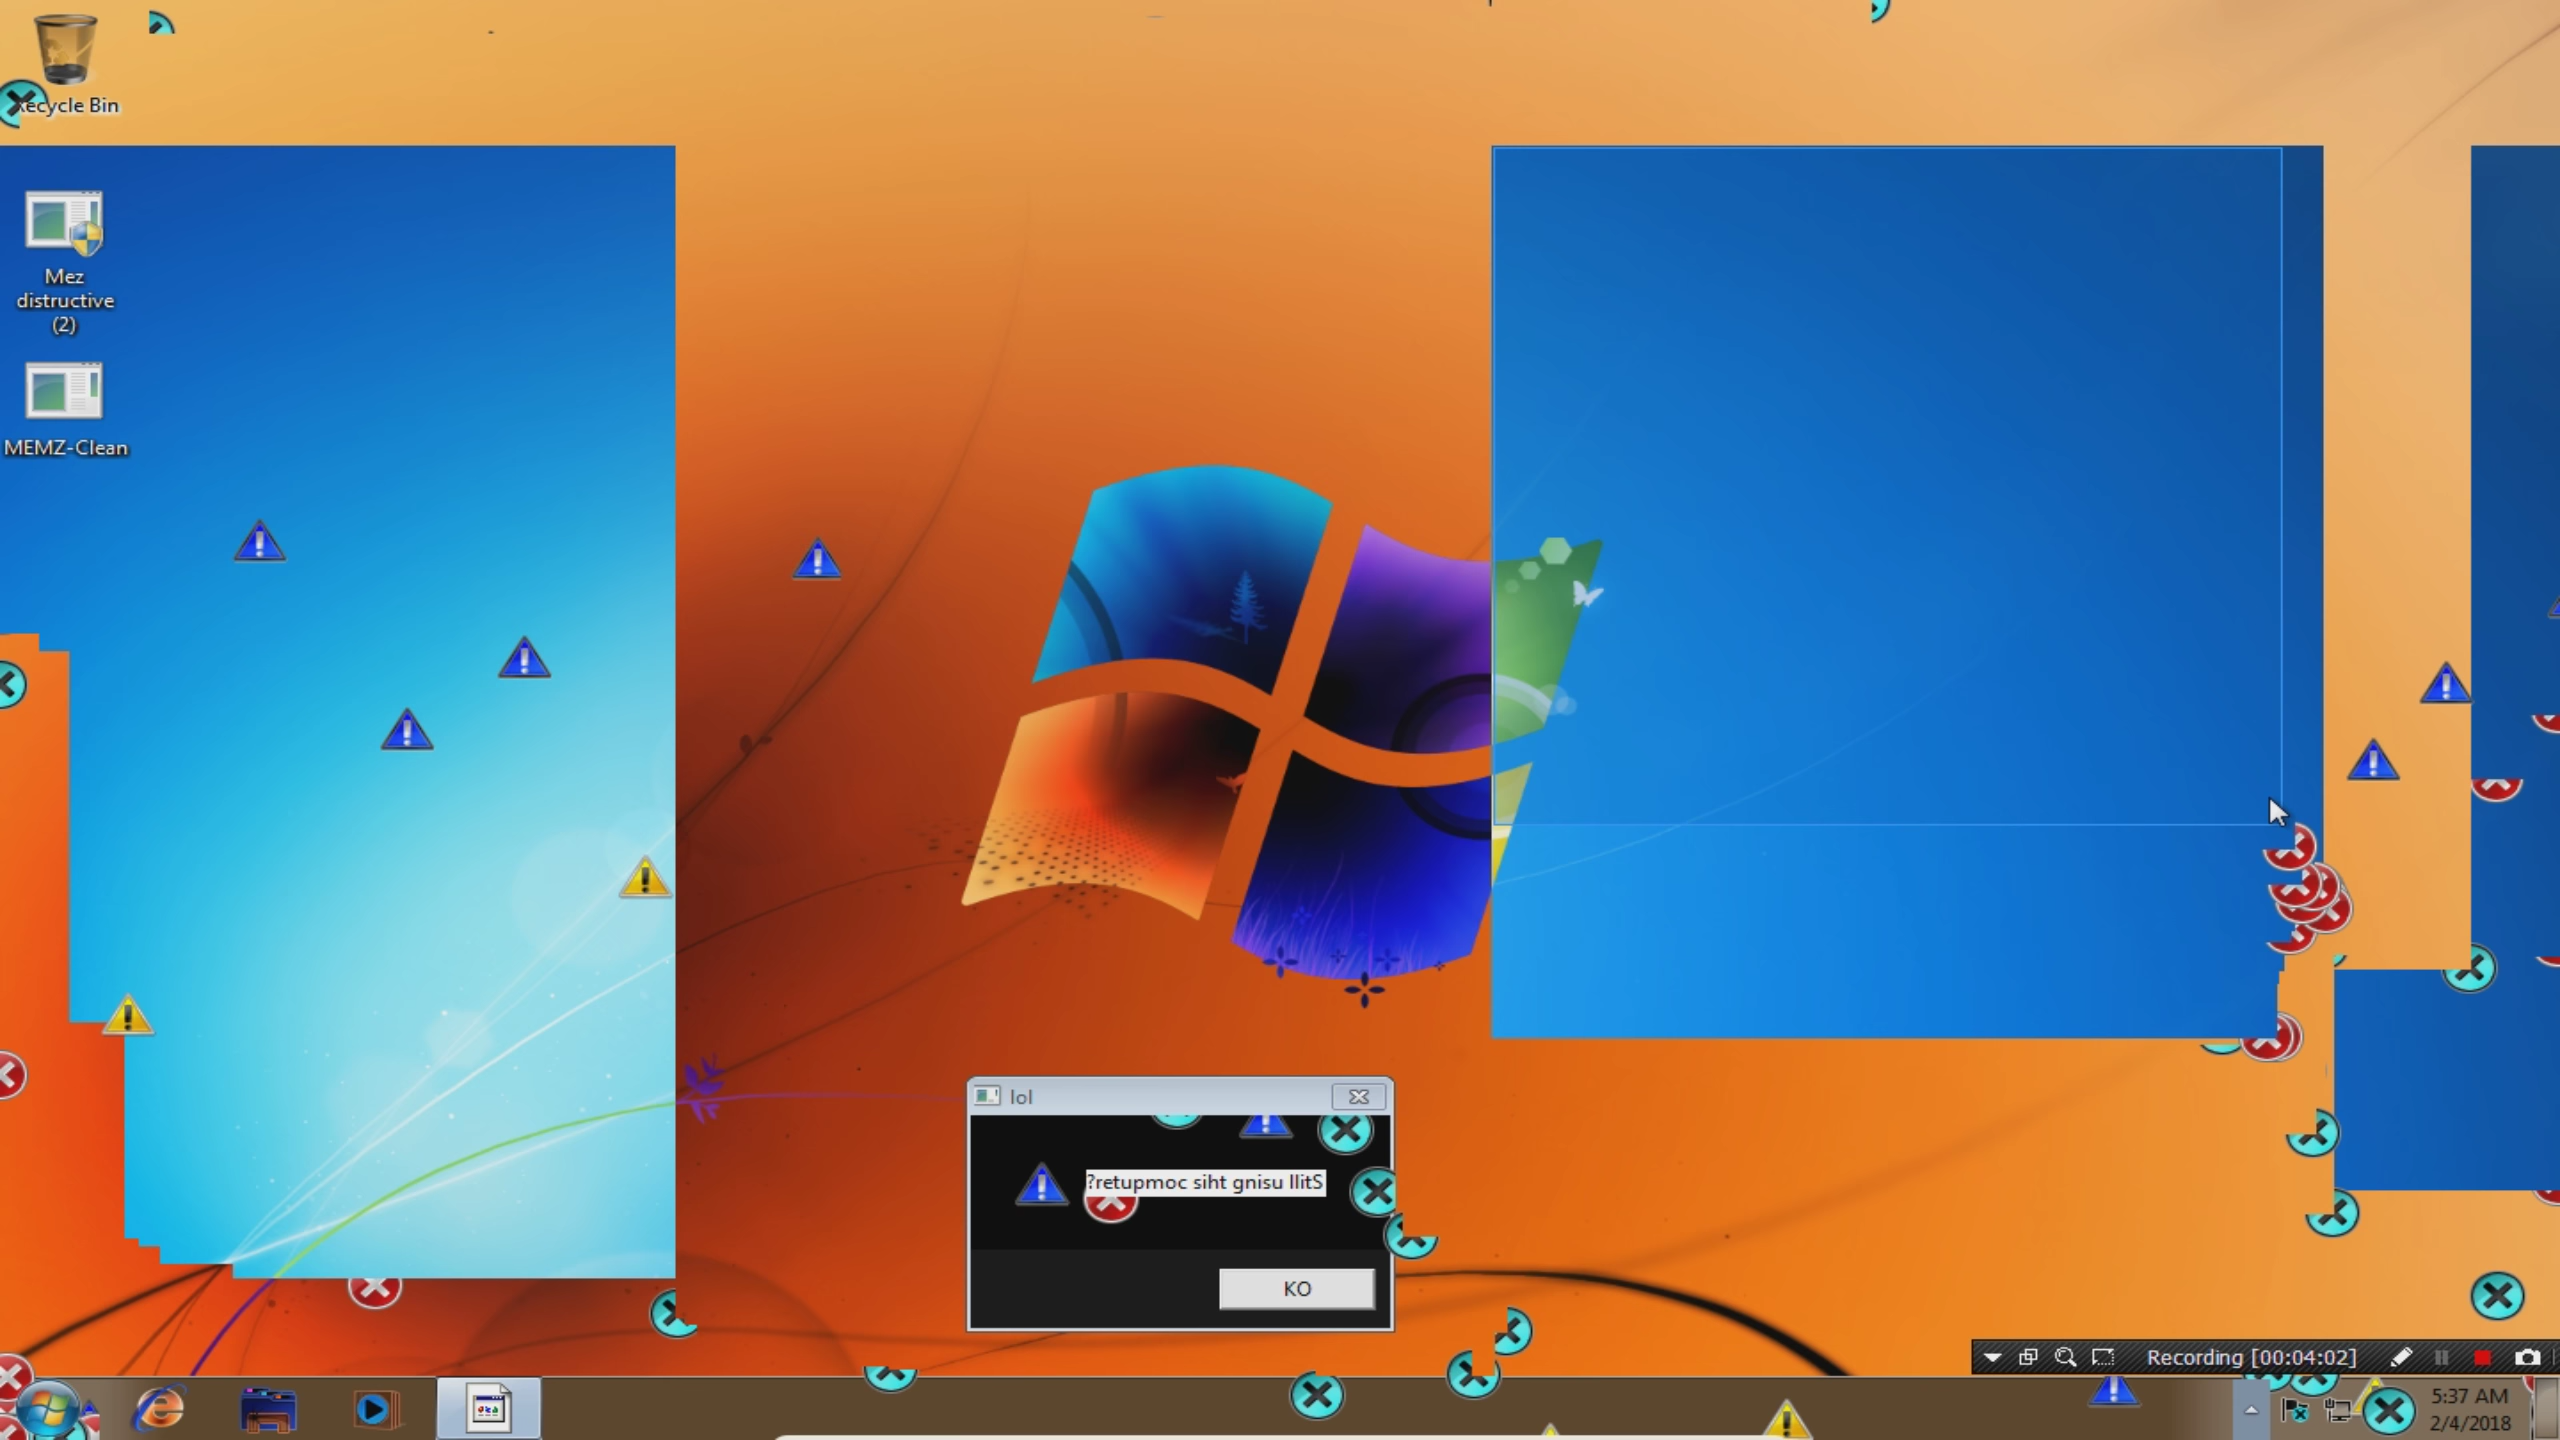 Recycle Bin
Mez
distructive
(2)
MEMZ-Clean
lol
?retupmoc siht gnisu llitS
KO
Recording [00:04:02]
5:37 AM
2/4/2018